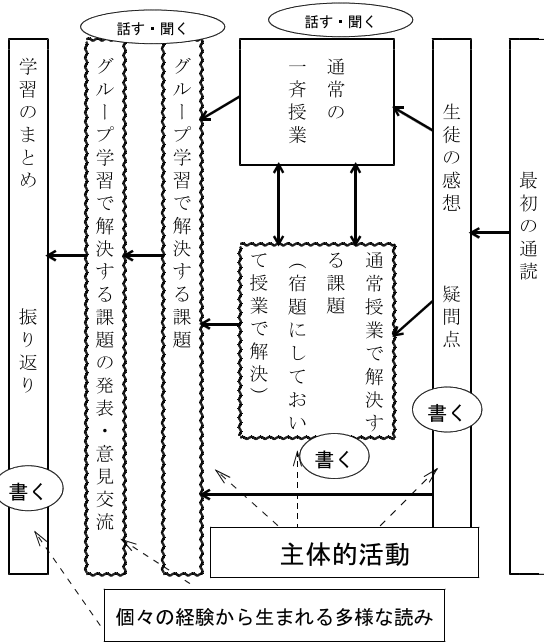 話す・聞く
話す・聞く
最初の通読
生徒の感想　疑問点
書く
通常の
一斉授業
通常授業で解決す
る課題
（宿題にしておい
て授業で解決）
書く
グループ学習で解決する課題
グループ学習で解決する課題の発表・意見交流
学習のまとめ　振り返り
書く
主体的活動
個々の経験から生まれる多様な読み